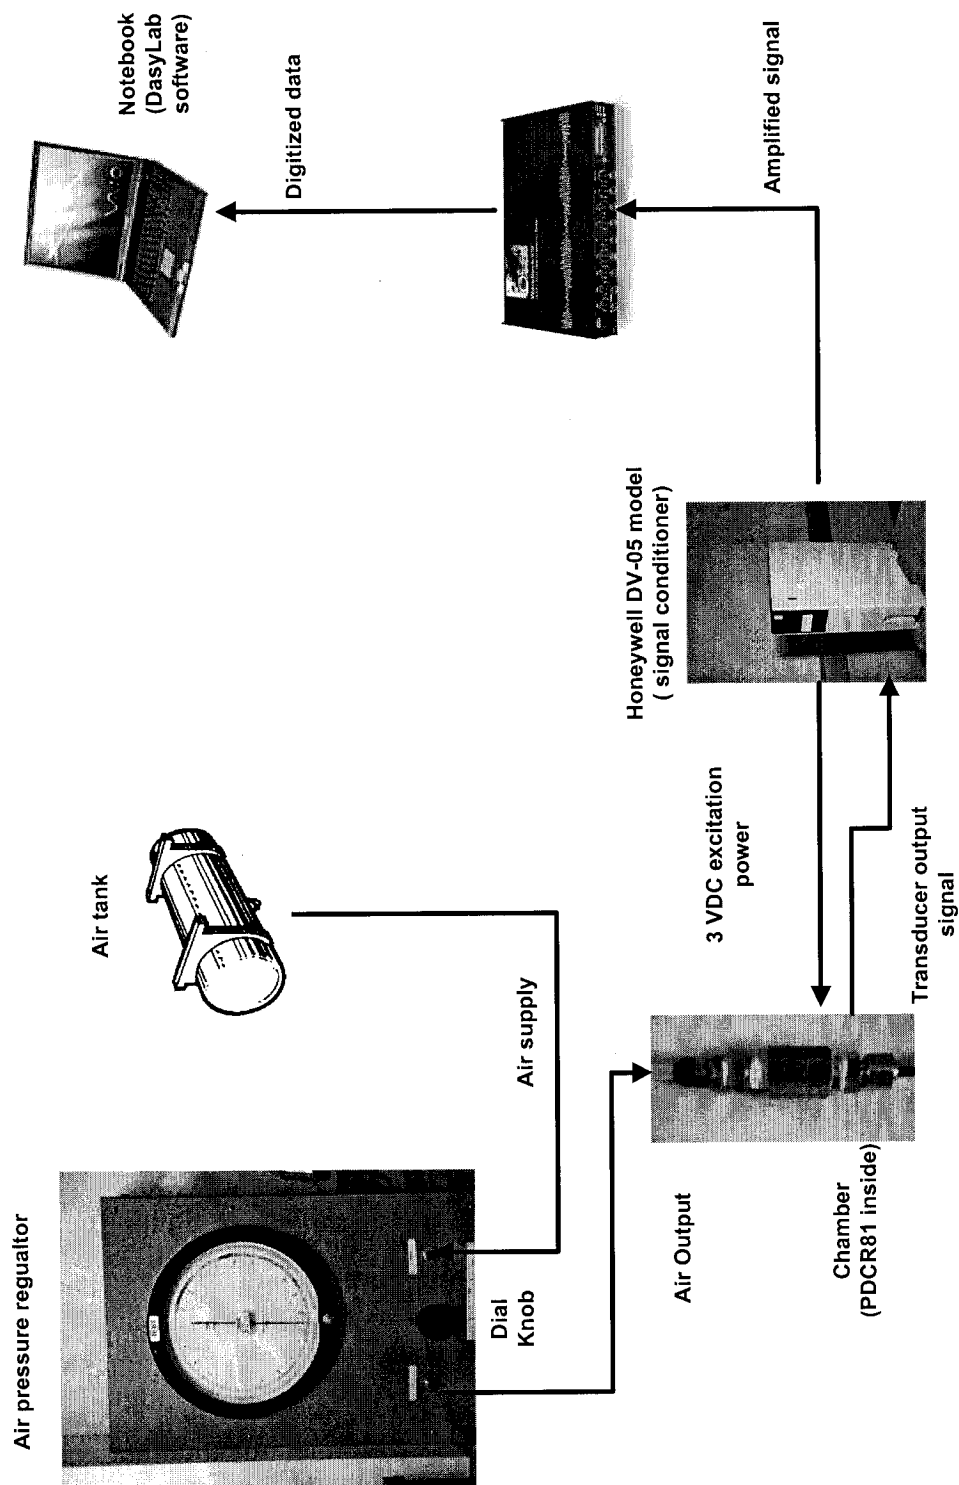 Air pressure regualtor
Air tank
Notebook
(DasyLab
software)
Digitized data
Air supply
Dial
Knob
Air Output
3 VDC excitation
power
Honeywell DV-05 model
( signal conditioner)
Amplified signal
Chamber
(PDCR81 inside)
Transducer output
signal
VAIO